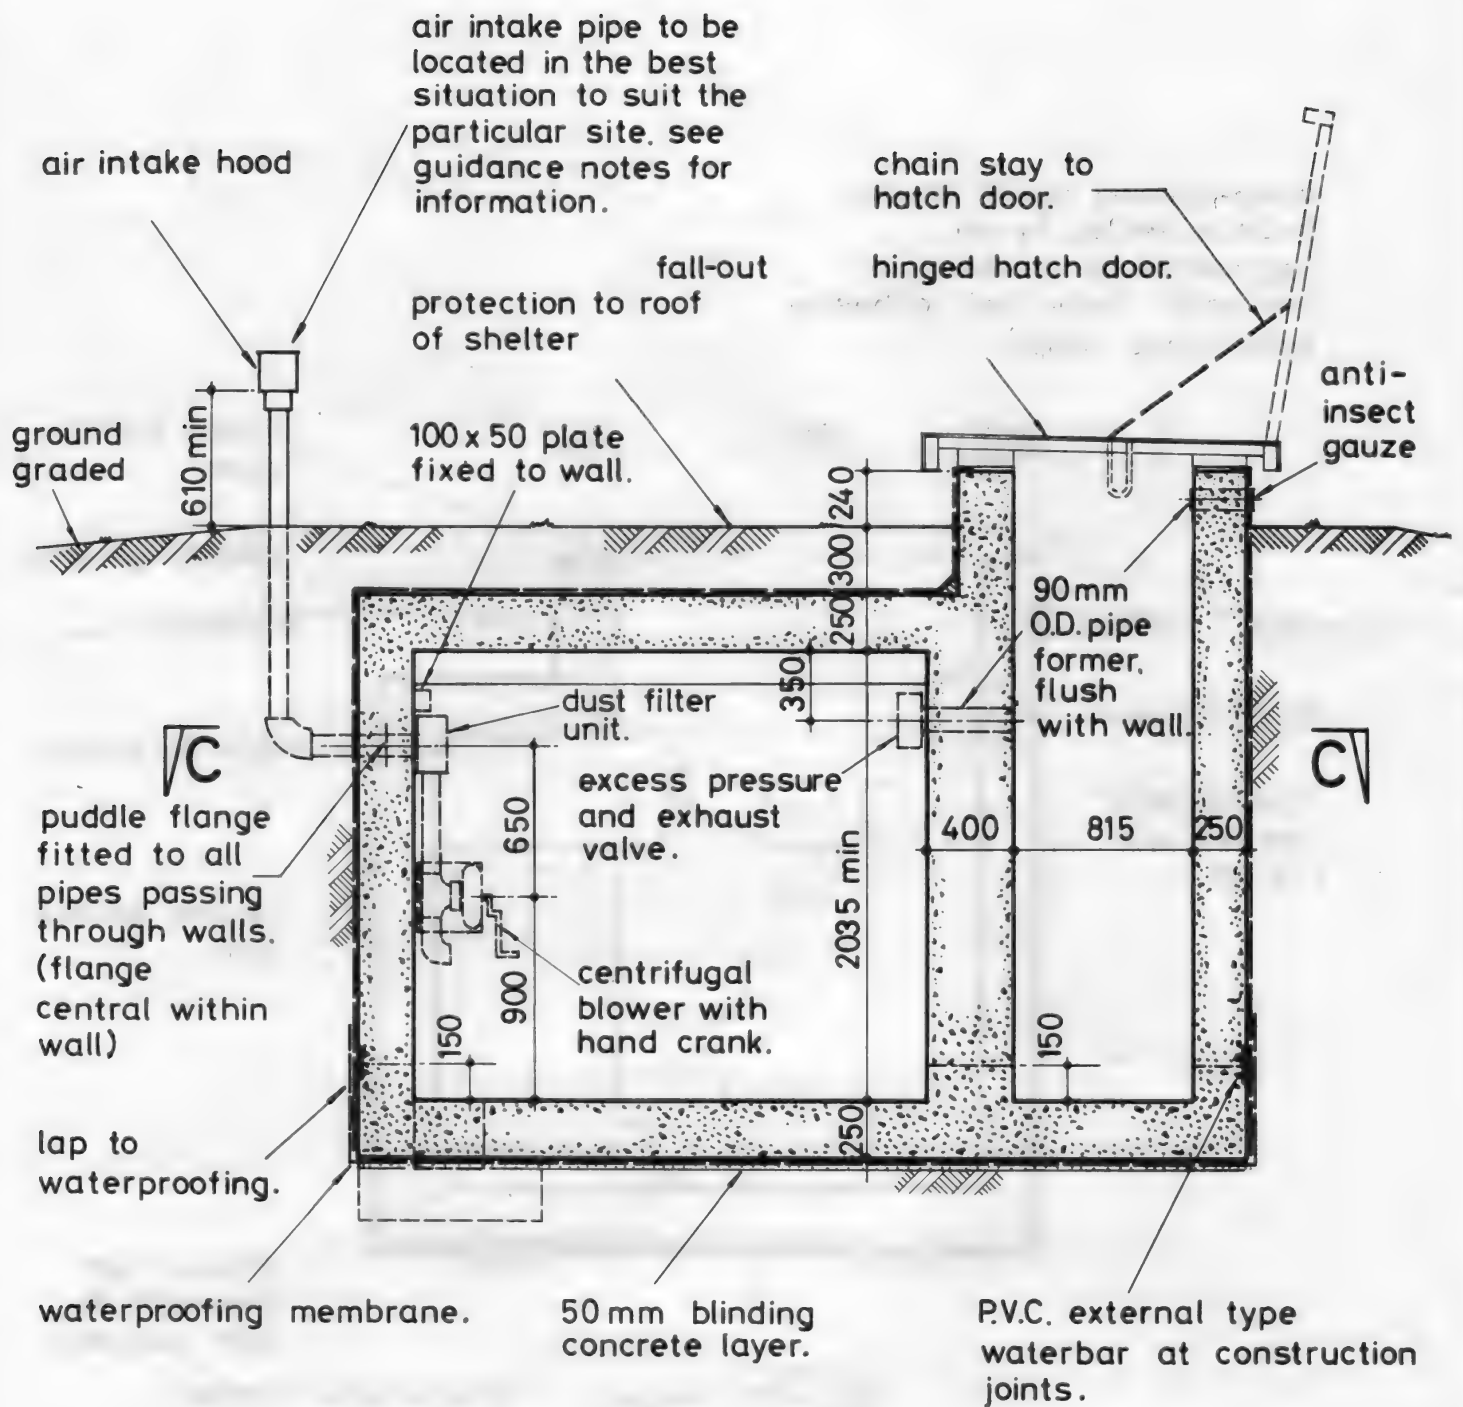 air intake pipe to be
located in the best
situation to suit the
particular site. see
guidance notes for
information.
air intake hood
chain stay to
hatch door.
fall-out
protection to roof
of shelter
hinged hatch door.
anti-
insect
gauze
ground
graded
610 min
100 x 50 plate
fixed to wall.
240
300
250
350
90mm
O.D. pipe
former.
flush
with wall.
dust filter
unit.
C
C
excess pressure
and exhaust
valve.
puddle flange
fitted to all
pipes passing
through walls.
(flange
central within
wall)
650
400
815
250
2035 min
900
centrifugal
blower with
hand crank.
150
150
250
lap to
waterproofing.
waterproofing membrane.
50mm blinding
concrete layer.
P.V.C. external type
waterbar at construction
joints.